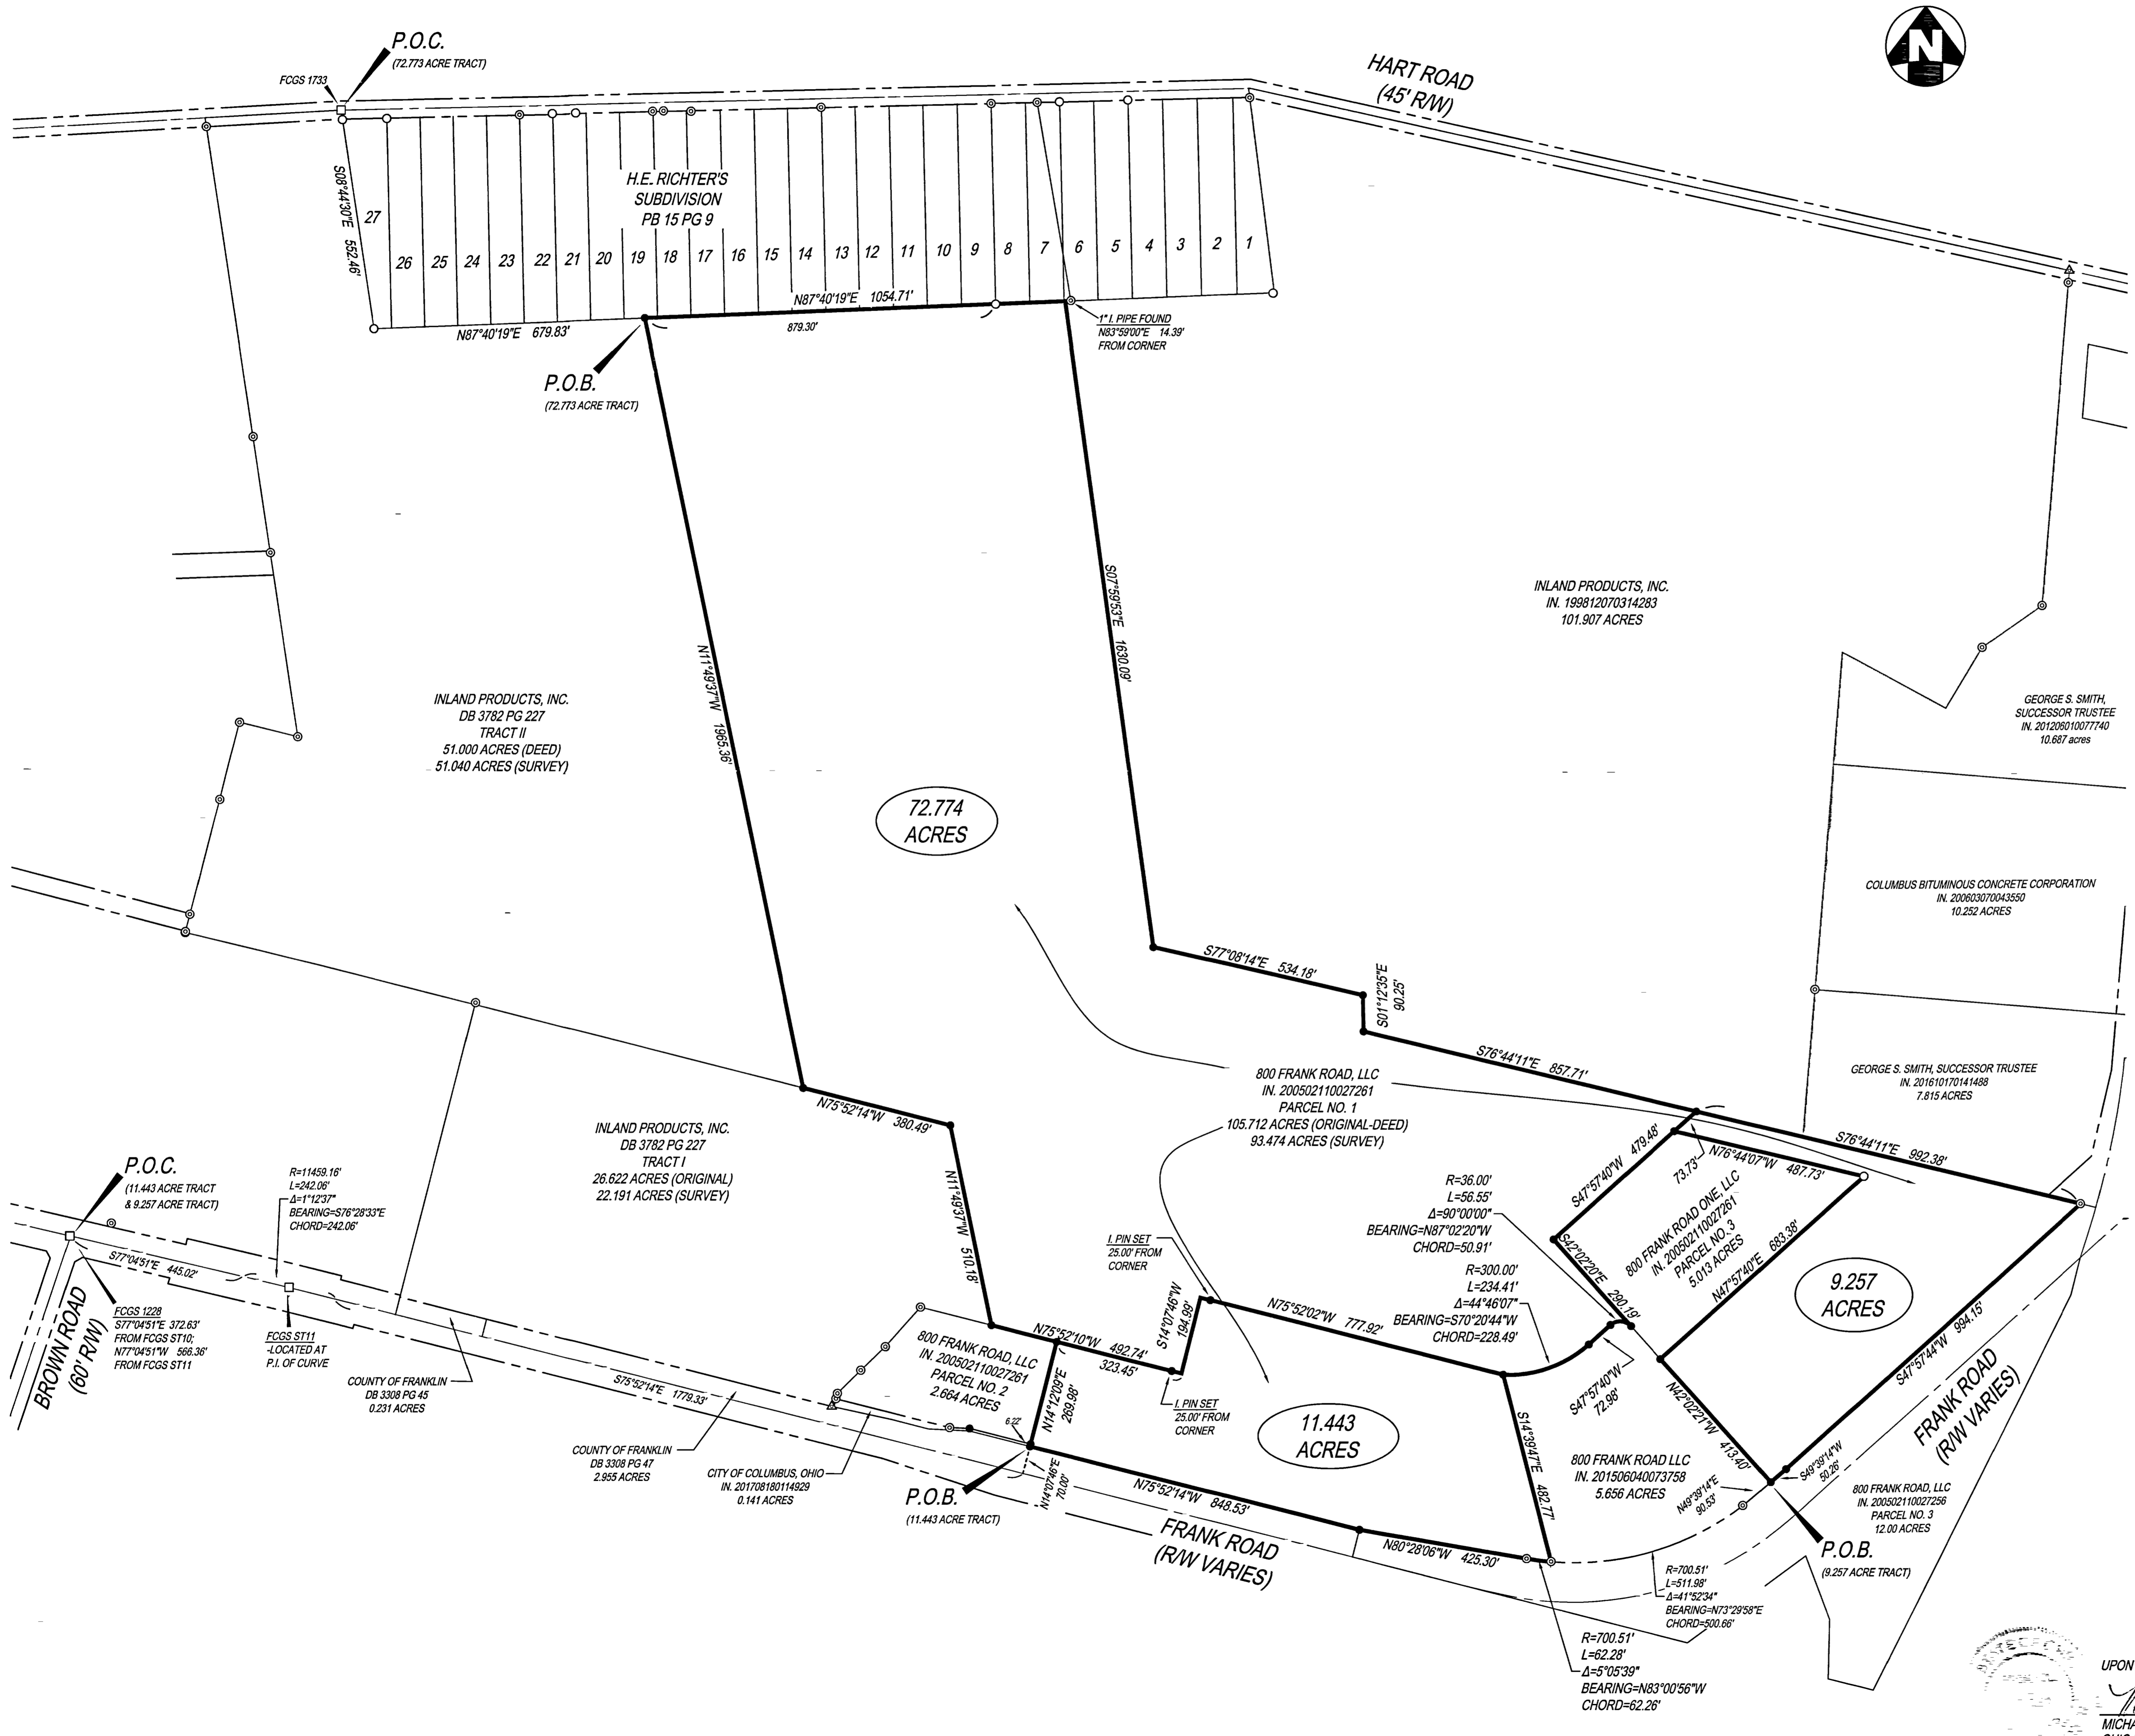 P.O.C.
(72.773 ACRE TRACT)
FCGS 1733
N
HART ROAD
(45' R/W)
H.E. RICHTER'S
SUBDIVISION
PB 15 PG 9
S08°44'30"E 552.46'
27
26
25
24
23
22
21
20
19
18
17
16
15
14
13
12
11
10
9
8
7
6
5
4
3
2
1
N87°40'19"E 1054.71'
N87°40'19"E 679.83'
879.30'
1" I. PIPE FOUND
N83°59'00"E 14.39'
FROM CORNER
P.O.B.
(72.773 ACRE TRACT)
S07°59'53"E 1630.09'
N11°49'37"W 1965.36'
INLAND PRODUCTS, INC.
IN. 199812070314283
101.907 ACRES
INLAND PRODUCTS, INC.
DB 3782 PG 227
TRACT II
51.000 ACRES (DEED)
51.040 ACRES (SURVEY)
GEORGE S. SMITH,
SUCCESSOR TRUSTEE
IN. 201206010077740
10.687 acres
72.774
ACRES
COLUMBUS BITUMINOUS CONCRETE CORPORATION
IN. 200603070043550
10.252 ACRES
S77°08'14"E 534.18'
S01°12'35"E
90.25'
S76°44'11"E 857.71'
GEORGE S. SMITH, SUCCESSOR TRUSTEE
IN. 201610170141488
7.815 ACRES
800 FRANK ROAD, LLC
IN. 200502110027261
PARCEL NO. 1
105.712 ACRES (ORIGINAL-DEED)
93.474 ACRES (SURVEY)
N75°52'14"W 380.49'
INLAND PRODUCTS, INC.
DB 3782 PG 227
TRACT I
26.622 ACRES (ORIGINAL)
22.191 ACRES (SURVEY)
S76°44'11"E 992.38'
S47°57'40"W 479.48'
73.73'
N76°44'07"W 487.73'
800 FRANK ROAD ONE, LLC
IN. 200502110027261
PARCEL NO. 3
5.013 ACRES
N47°57'40"E 683.38'
P.O.C.
(11.443 ACRE TRACT
& 9.257 ACRE TRACT)
R=11459.16'
L=242.06'
Δ=1°12'37"
BEARING=S76°28'33"E
CHORD=242.06'
N11°49'37"W 510.18'
R=36.00'
L=56.55'
Δ=90°00'00"
BEARING=N87°02'20"W
CHORD=50.91'
S42°02'20"E 290.19'
I. PIN SET
25.00' FROM
CORNER
R=300.00'
L=234.41'
Δ=44°46'07"
BEARING=S70°20'44"W
CHORD=228.49'
9.257
ACRES
S77°04'51"E 445.02'
FCGS 1228
S77°04'51"E 372.63'
FROM FCGS ST10;
N77°04'51"W 566.36'
FROM FCGS ST11
FCGS ST11
-LOCATED AT
P.I. OF CURVE
BROWN ROAD
(60' R/W)
S14°07'46"W
194.99'
N75°52'02"W 777.92'
N75°52'10"W 492.74'
323.45'
800 FRANK ROAD, LLC
IN. 200502110027261
PARCEL NO. 2
2.664 ACRES
N14°12'09"E
269.98'
COUNTY OF FRANKLIN
DB 3308 PG 45
0.231 ACRES
S75°52'14"E 1779.33'
6.22'
I. PIN SET
25.00' FROM
CORNER
S47°57'40"W
72.98'
S47°57'44"W 994.15'
FRANK ROAD
(R/W VARIES)
11.443
ACRES
S14°39'47"E 482.77'
N42°02'21"W 413.40'
S49°39'14"W
50.26'
COUNTY OF FRANKLIN
DB 3308 PG 47
2.955 ACRES
CITY OF COLUMBUS, OHIO
IN. 201708180114929
0.141 ACRES
800 FRANK ROAD LLC
IN. 201506040073758
5.656 ACRES
N49°39'14"E
90.53'
800 FRANK ROAD, LLC
IN. 200502110027256
PARCEL NO. 3
12.00 ACRES
P.O.B.
(11.443 ACRE TRACT)
N14°07'46"E
70.00'
N75°52'14"W 848.53'
FRANK ROAD
(R/W VARIES)
N80°28'06"W 425.30'
P.O.B.
(9.257 ACRE TRACT)
R=700.51'
L=511.98'
Δ=41°52'34"
BEARING=N73°29'58"E
CHORD=500.66'
R=700.51'
L=62.28'
Δ=5°05'39"
BEARING=N83°00'56"W
CHORD=62.26'
UPON